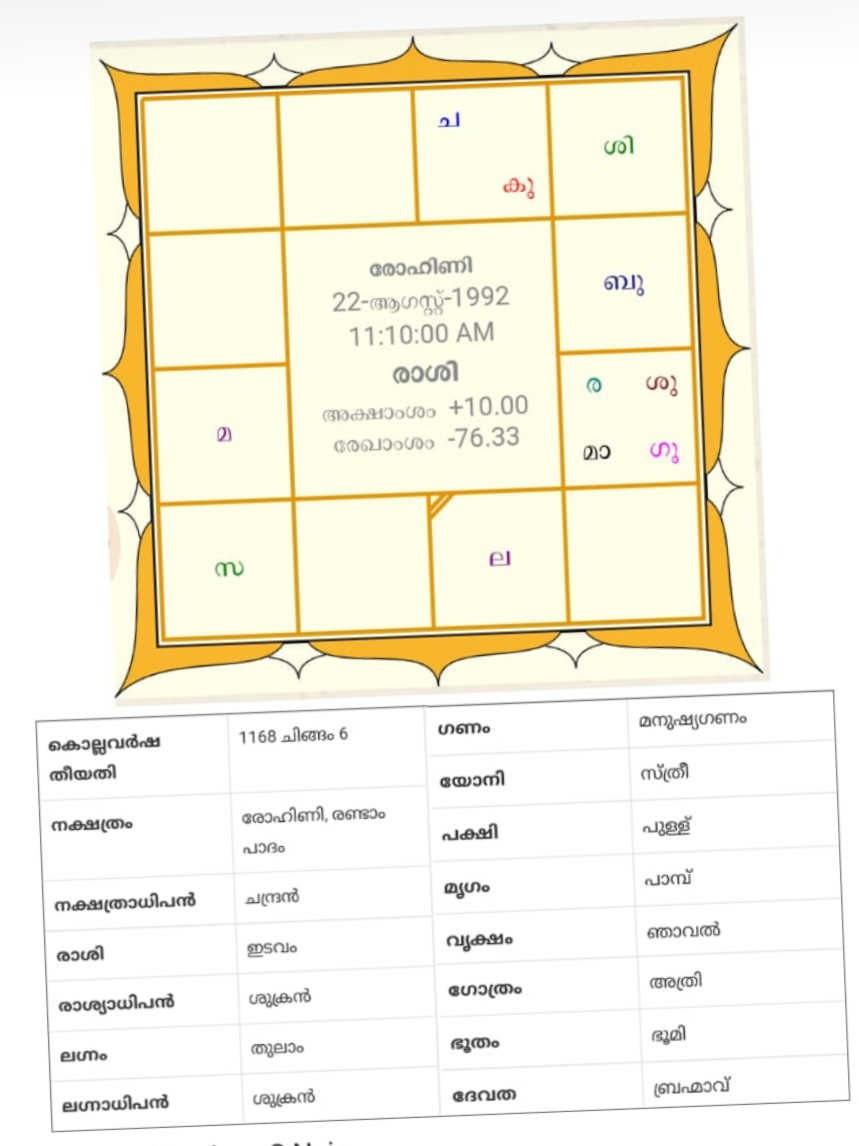 ച
കു
ശി
രോഹിണി
22-ആഗസ്റ്റ്-1992
11:10:00 AM
രാശി
അക്ഷാംശം +10.00
രേഖാംശം -76.33
ബു
മ
ര ശു
മാ ഗു
സ
ല
കൊല്ലവർഷ തീയതി 1168 ചിങ്ങം 6
നക്ഷത്രം രോഹിണി, രണ്ടാം പാദം
നക്ഷത്രാധിപൻ ചന്ദ്രൻ
രാശി ഇടവം
രാശ്യാധിപൻ ശുക്രൻ
ലഗ്നം തുലാം
ലഗ്നാധിപൻ ശുക്രൻ
ഗണം മനുഷ്യഗണം
യോനി സ്ത്രീ
പക്ഷി പുള്ള്
മൃഗം പാമ്പ്
വൃക്ഷം ഞാവൽ
ഗോത്രം അത്രി
ഭൂതം ഭൂമി
ദേവത ബ്രഹ്മാവ്